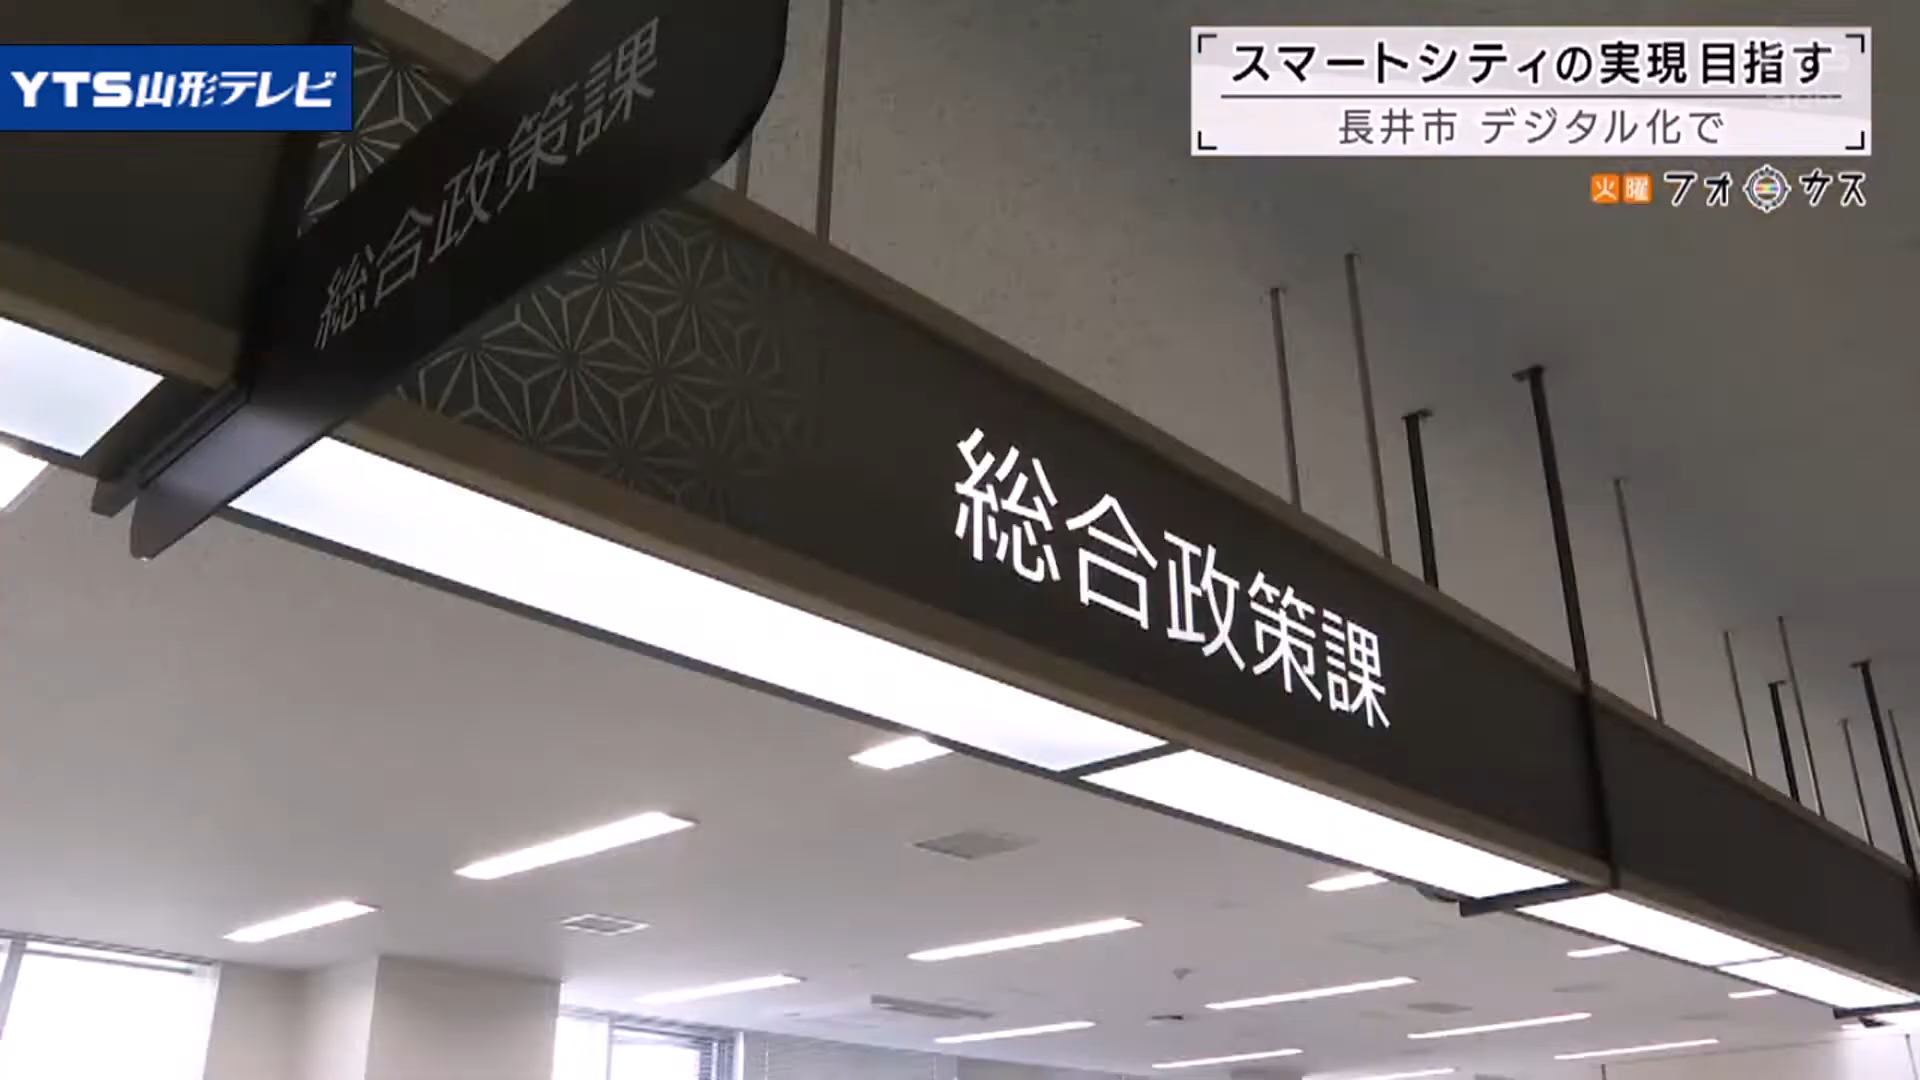 YTS山形テレビ
スマートシティの実現 目指す
長井市 デジタル化で
火曜 フォーカス
総合政策課
総合政策課